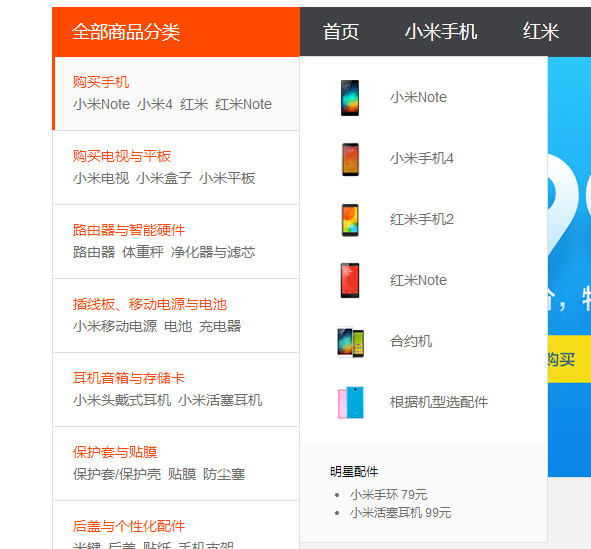 全部商品分类
首页 小米手机 红米
购买手机
小米Note 小米4 红米 红米Note
购买电视与平板
小米电视 小米盒子 小米平板
路由器与智能硬件
路由器 体重秤 净化器与滤芯
插线板、移动电源与电池
小米移动电源 电池 充电器
耳机音箱与存储卡
小米头戴式耳机 小米活塞耳机
保护套与贴膜
保护套/保护壳 贴膜 防尘塞
后盖与个性化配件
米键 后盖 贴纸 手机支架
小米Note
小米手机4
红米手机2
红米Note
合约机
根据机型选配件
明星配件
小米手环 79元
小米活塞耳机 99元
购买